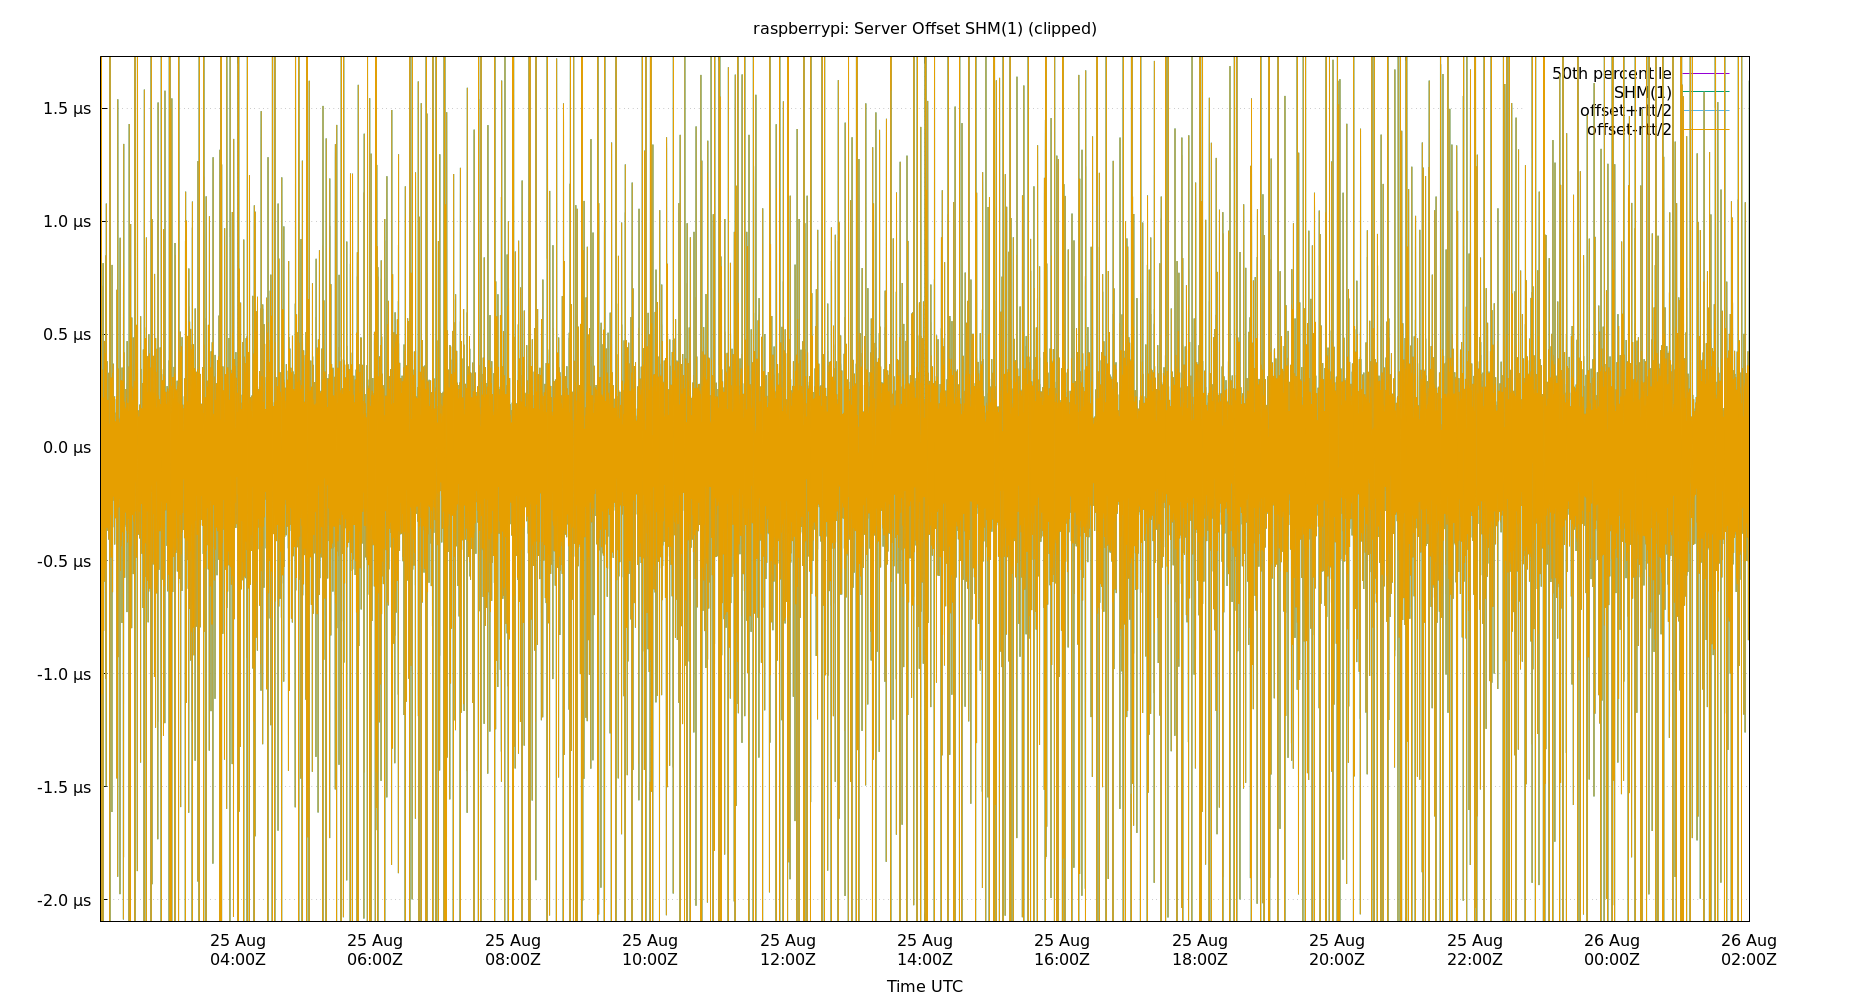 raspberrypi: Server Offset SHM(1) (clipped)
50th percentile
SHM(1)
offset+rtt/2
offset-rtt/2
1.5 µs
1.0 µs
0.5 µs
0.0 µs
-0.5 µs
-1.0 µs
-1.5 µs
-2.0 µs
25 Aug 25 Aug 25 Aug 25 Aug 25 Aug 25 Aug 25 Aug 25 Aug 25 Aug 25 Aug 26 Aug 26 Aug
04:00Z 06:00Z 08:00Z 10:00Z 12:00Z 14:00Z 16:00Z 18:00Z 20:00Z 22:00Z 00:00Z 02:00Z
Time UTC